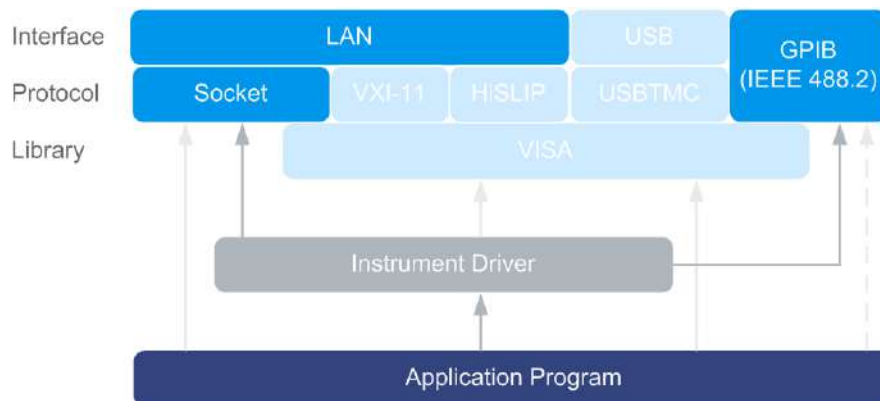 Interface
LAN
USB
GPIB
(IEEE 488.2)
Protocol
Socket
VXI-11
HiSLIP
USBTMC
Library
VISA
Instrument Driver
Application Program